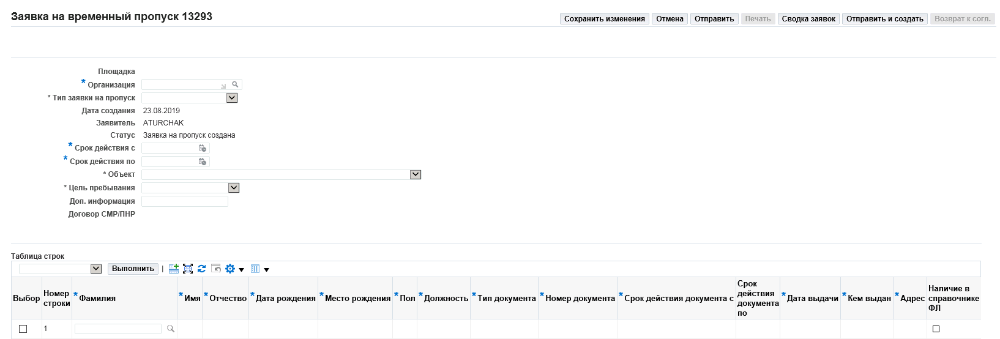 Заявка на временный пропуск 13293
Сохранить изменения Отмена Отправить Печать Сводка заявок Отправить и создать Возврат к согл.
Площадка
* Организация
* Тип заявки на пропуск
Дата создания 23.08.2019
Заявитель ATURCHAK
Статус Заявка на пропуск создана
* Срок действия с
* Срок действия по
* Объект
* Цель пребывания
Доп. информация
Договор СМР/ПНР
Таблица строк
Выполнить |
Выбор Номер строки * Фамилия * Имя * Отчество * Дата рождения * Место рождения * Пол * Должность * Тип документа * Номер документа * Срок действия документа с Срок действия документа по * Дата выдачи * Кем выдан * Адрес Наличие в справочнике ФЛ
1